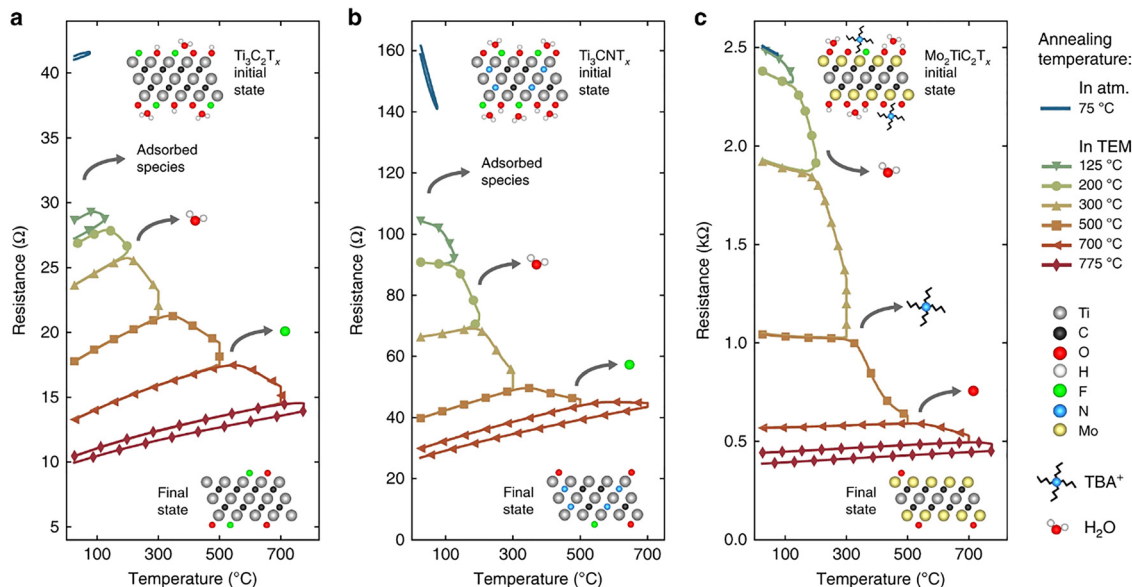 a
Resistance (Ω)
40
35
30
25
20
15
10
5
100
300
500
700
Temperature (°C)
Ti3C2Tx
initial
state
Adsorbed
species
Final
state
b
Resistance (Ω)
160
140
120
100
80
60
40
20
0
100
300
500
700
Temperature (°C)
Ti3CNTx
initial
state
Adsorbed
species
Final
state
c
Resistance (kΩ)
2.5
2.0
1.5
1.0
0.5
0.0
100
300
500
700
Temperature (°C)
Mo2TiC2Tx
initial
state
Final
state
Annealing
temperature:
In atm.
75 °C
In TEM
125 °C
200 °C
300 °C
500 °C
700 °C
775 °C
Ti
C
O
H
F
N
Mo
TBA+
H2O